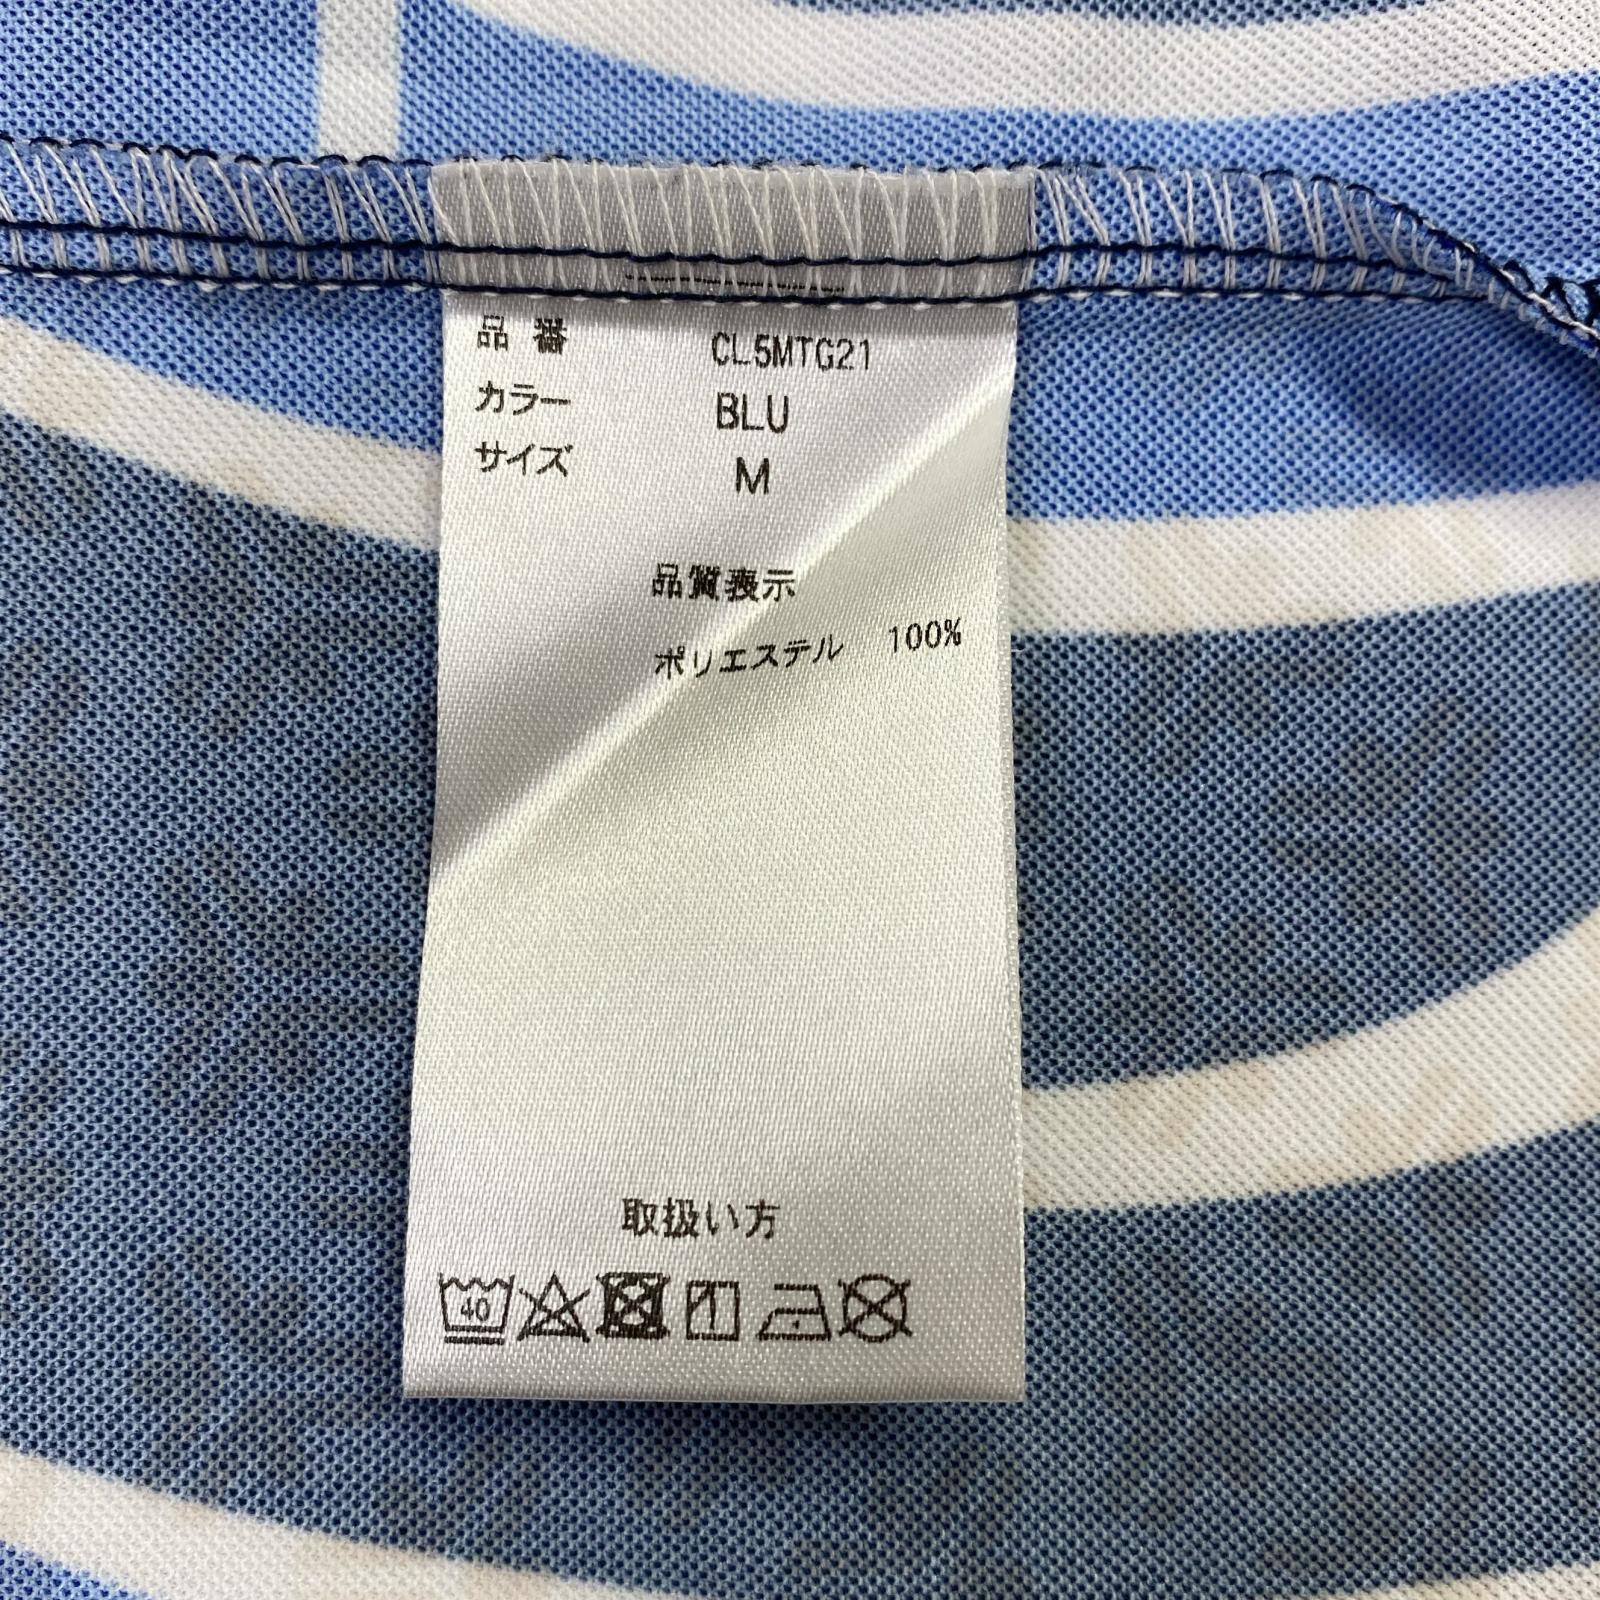 品番 CL5MTG21
カラー BLU
サイズ M
品質表示
ポリエステル 100%
取扱い方
40